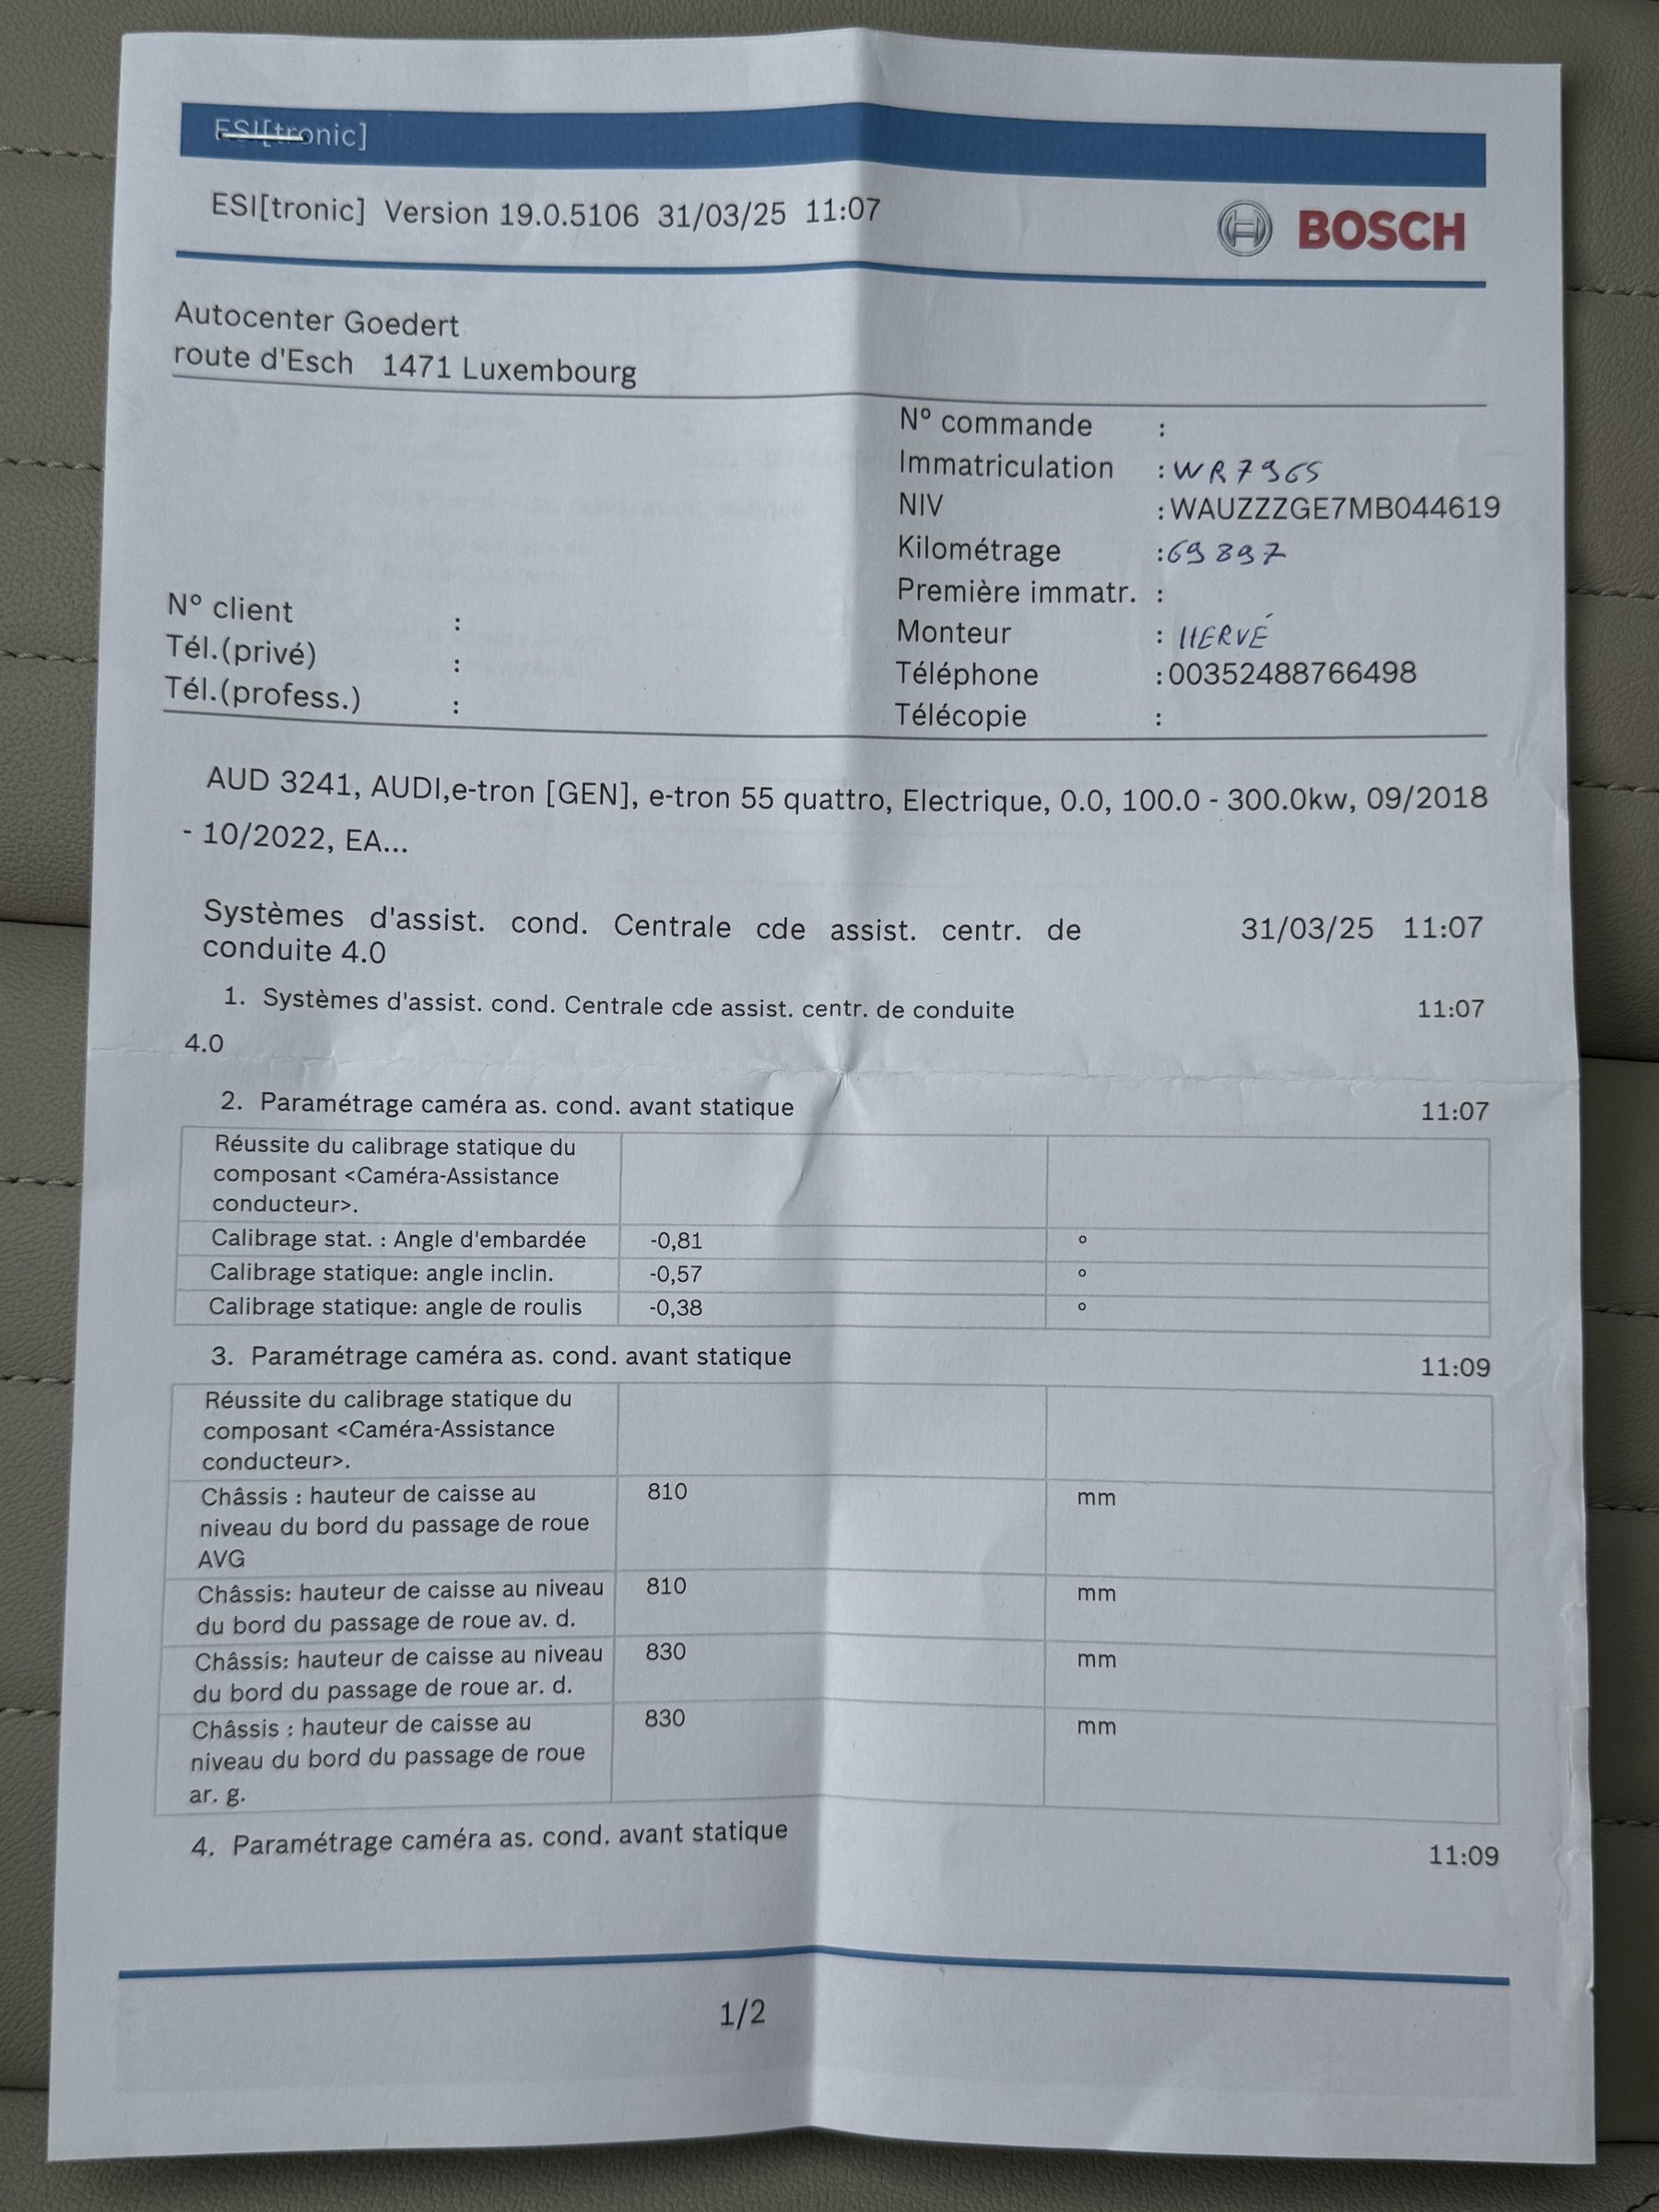 ESI[tronic]
ESI[tronic] Version 19.0.5106 31/03/25 11:07
BOSCH
Autocenter Goedert
route d'Esch 1471 Luxembourg
N° commande :
Immatriculation : WR7965
NIV : WAUZZZGE7MB044619
Kilométrage : 69897
Première immatr. :
Monteur : HERVÉ
Téléphone : 00352488766498
Télécopie :
N° client :
Tél.(privé) :
Tél.(profess.) :
AUD 3241, AUDI,e-tron [GEN], e-tron 55 quattro, Electrique, 0.0, 100.0 - 300.0kw, 09/2018
- 10/2022, EA...
Systèmes d'assist. cond. Centrale cde assist. centr. de 31/03/25 11:07
conduite 4.0
1. Systèmes d'assist. cond. Centrale cde assist. centr. de conduite 11:07
4.0
2. Paramétrage caméra as. cond. avant statique 11:07
Réussite du calibrage statique du
composant <Caméra-Assistance
conducteur>.
Calibrage stat. : Angle d'embardée -0,81 °
Calibrage statique: angle inclin. -0,57 °
Calibrage statique: angle de roulis -0,38 °
3. Paramétrage caméra as. cond. avant statique 11:09
Réussite du calibrage statique du
composant <Caméra-Assistance
conducteur>.
Châssis : hauteur de caisse au 810 mm
niveau du bord du passage de roue
AVG
Châssis: hauteur de caisse au niveau 810 mm
du bord du passage de roue av. d.
Châssis: hauteur de caisse au niveau 830 mm
du bord du passage de roue ar. d.
Châssis : hauteur de caisse au 830 mm
niveau du bord du passage de roue
ar. g.
4. Paramétrage caméra as. cond. avant statique 11:09
1/2